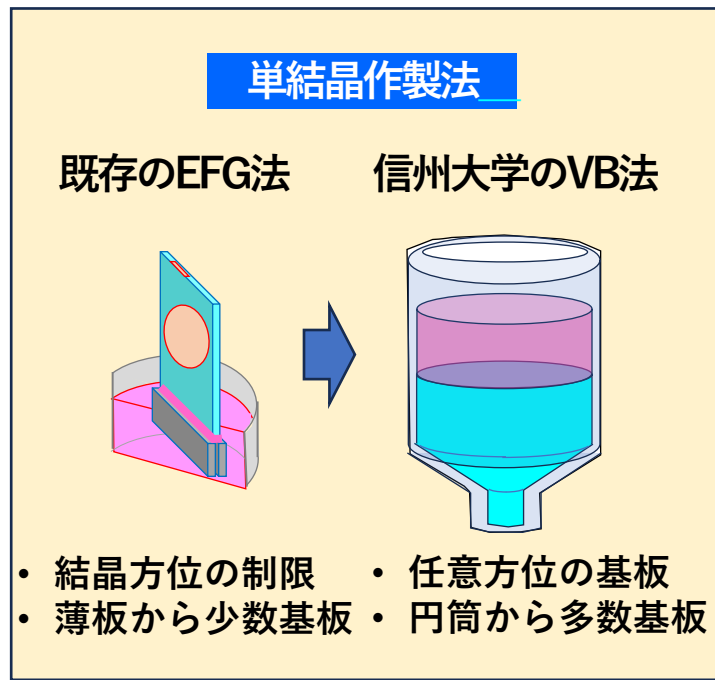 単結晶作製法
既存のEFG法
信州大学のVB法
• 結晶方位の制限
• 薄板から少数基板
• 任意方位の基板
• 円筒から多数基板